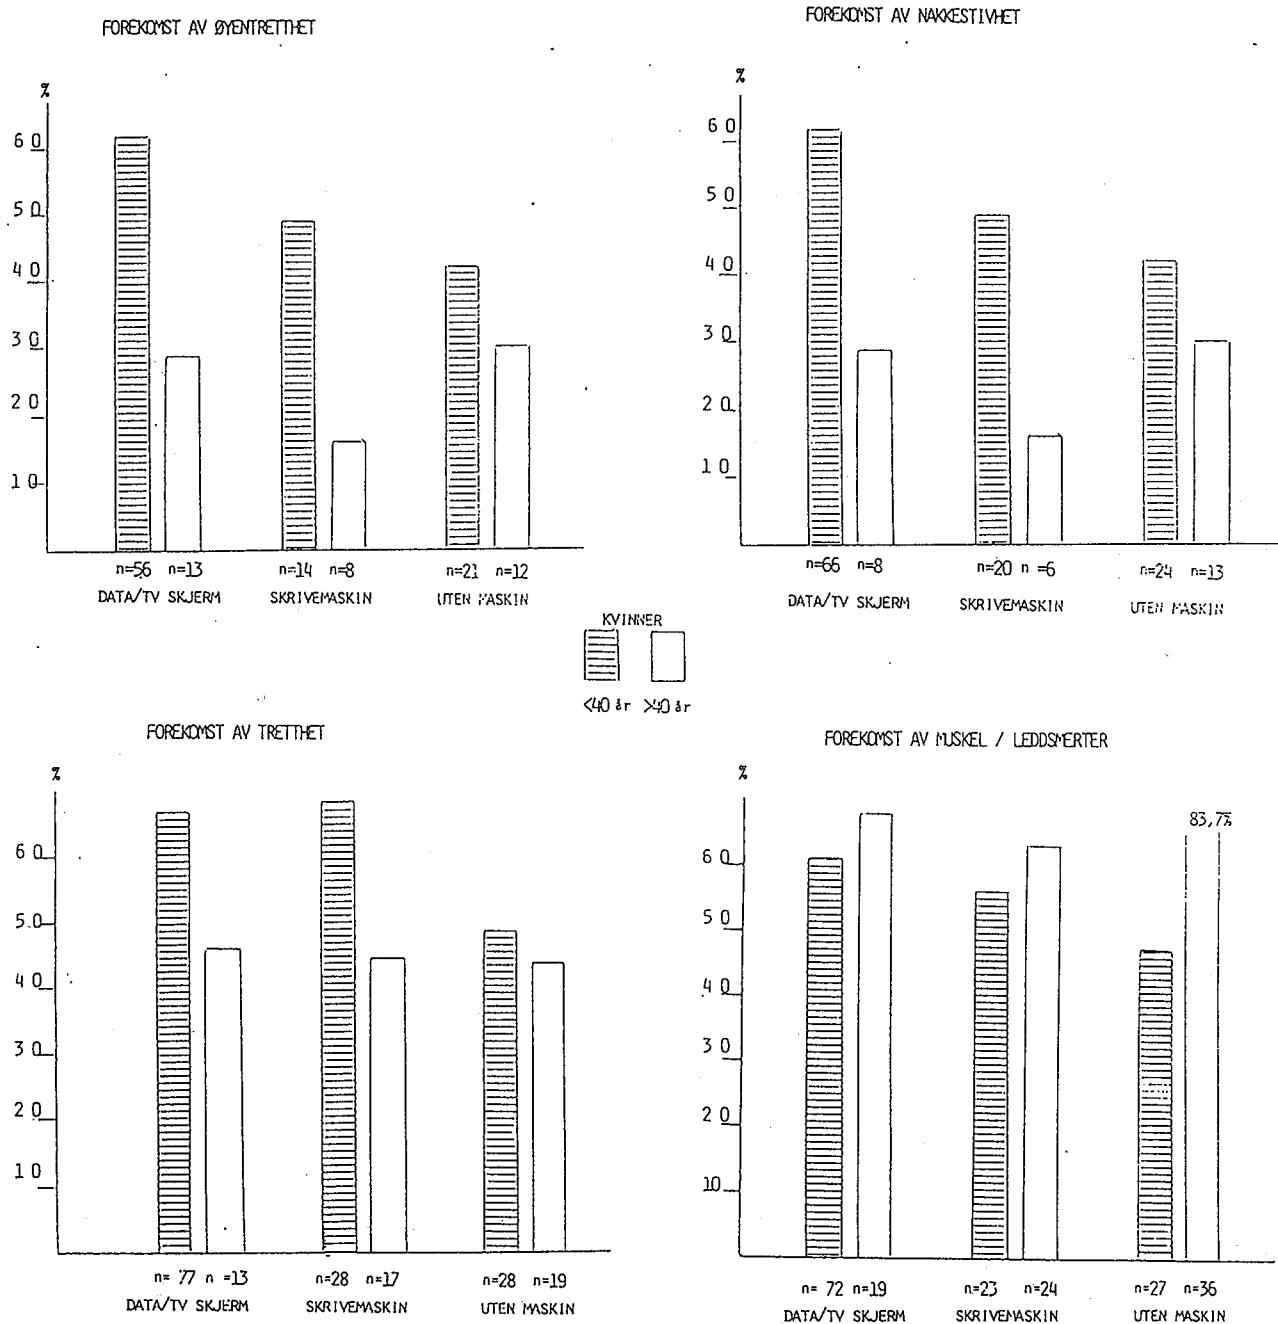 FOREKOMST AV ØYENTRETTHET
%
60
50
40
30
20
10
n=56 n=13 n=14 n=8 n=21 n=12
DATA/TV SKJERM SKRIVEMASKIN UTEN MASKIN
FOREKOMST AV NAKKESTIVHET
%
60
50
40
30
20
10
n=66 n=8 n=20 n =6 n=24 n=13
DATA/TV SKJERM SKRIVEMASKIN UTEN MASKIN
KVINNER
<40 år >40 år
FOREKOMST AV TRETTHET
%
60
50
40
30
20
10
n= 77 n =13 n=28 n=17 n=28 n=19
DATA/TV SKJERM SKRIVEMASKIN UTEN MASKIN
FOREKOMST AV MUSKEL / LEDDSMERTER
%
83,7%
60
50
40
30
20
10
n= 72 n=19 n=23 n=24 n=27 n=36
DATA/TV SKJERM SKRIVEMASKIN UTEN MASKIN